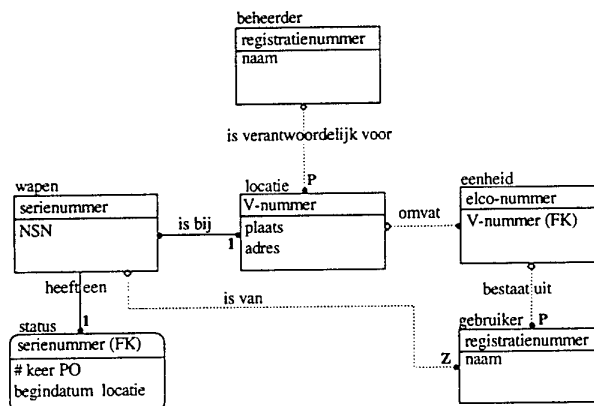 beheerder
registratienummer
naam
is verantwoordelijk voor
P
wapen
serienummer
NSN
is bij
1
locatie
V-nummer
plaats
adres
omvat
eenheid
elco-nummer
V-nummer (FK)
heeft een
1
is van
Z
bestaat uit
P
status
serienummer (FK)
# keer PO
begindatum locatie
gebruiker
registratienummer
naam